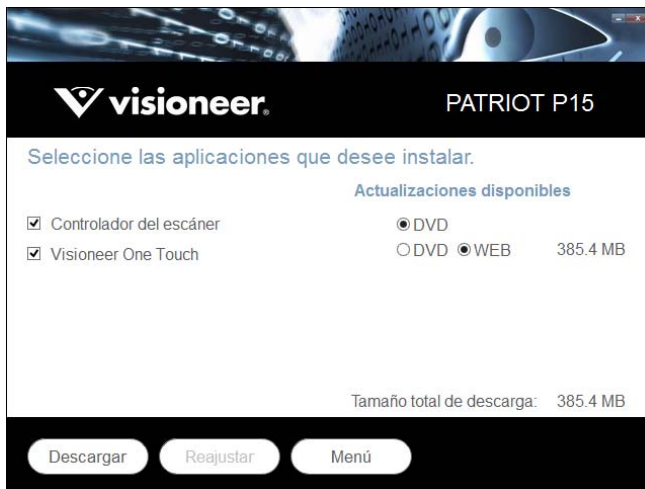 visioneer®
PATRIOT P15
Seleccione las aplicaciones que desee instalar.
Actualizaciones disponibles
Controlador del escáner DVD
Visioneer One Touch DVD WEB 385.4 MB
Tamaño total de descarga: 385.4 MB
Descargar Reajustar Menú